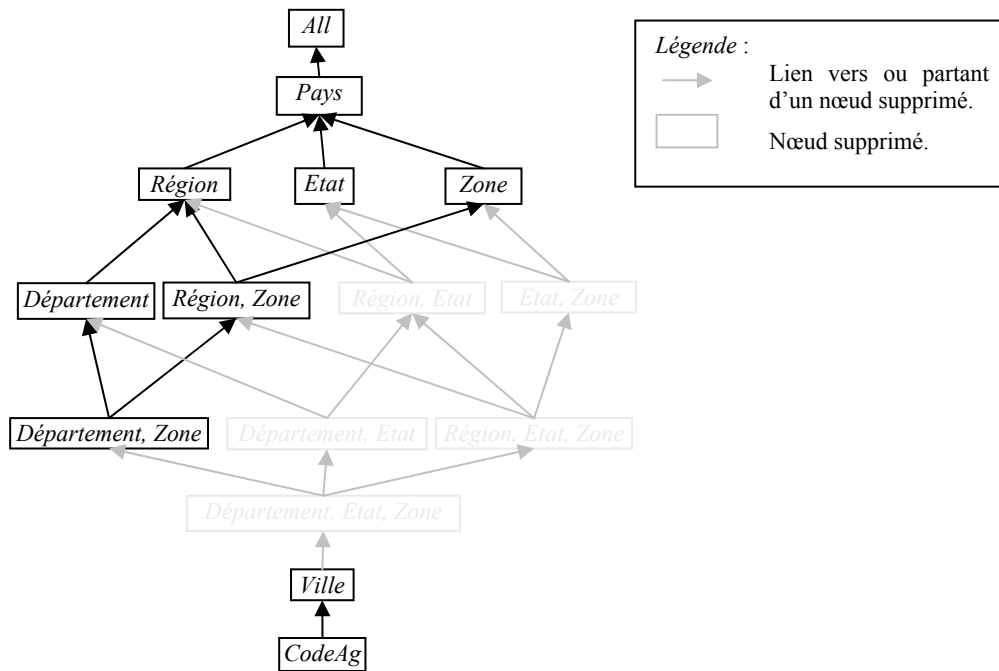 All
Légende :
Lien vers ou partant
d’un nœud supprimé.
Pays
Nœud supprimé.
Région
Etat
Zone
Département
Région, Zone
Région, Etat
Etat, Zone
Département, Zone
Département, Etat
Région, Etat, Zone
Département, Etat, Zone
Ville
CodeAg